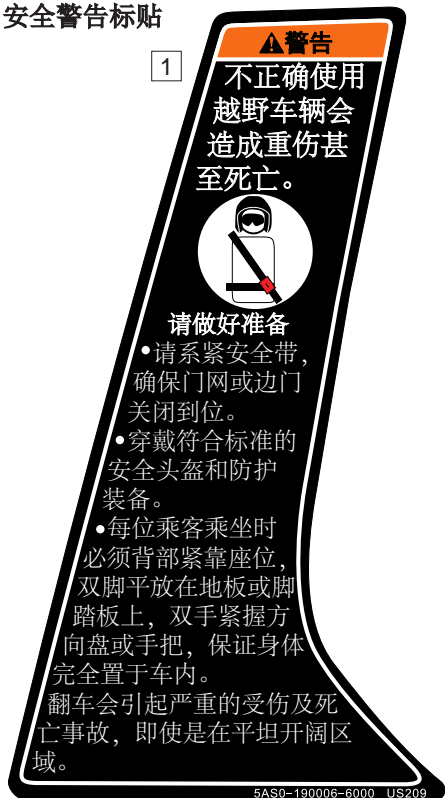 安全警告标贴
1
警告
不正确使用
越野车辆会
造成重伤甚
至死亡。
请做好准备
•请系紧安全带，
确保门网或边门
关闭到位。
•穿戴符合标准的
安全头盔和防护
装备。
•每位乘客乘坐时
必须背部紧靠座位，
双脚平放在地板或脚
踏板上，双手紧握方
向盘或手把，保证身体
完全置于车内。
翻车会引起严重的受伤及死
亡事故，即使是在平坦开阔区
域。
5AS0-190006-6000 US209